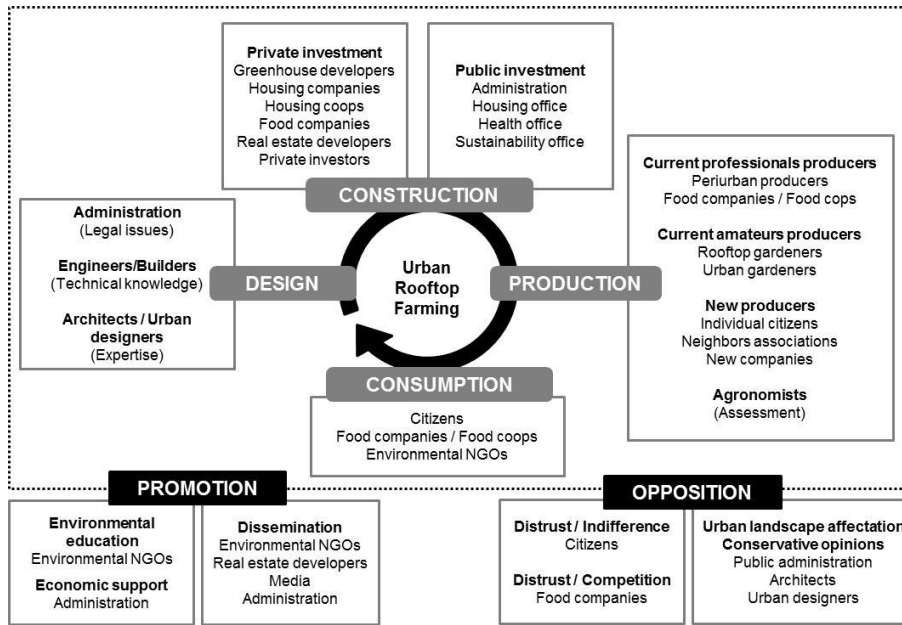 Private investment
Greenhouse developers
Housing companies
Housing coops
Food companies
Real estate developers
Private investors
Public investment
Administration
Housing office
Health office
Sustainability office
CONSTRUCTION
Administration
(Legal issues)
Engineers/Builders
(Technical knowledge)
Architects / Urban
designers
(Expertise)
DESIGN
Urban
Rooftop
Farming
PRODUCTION
Current professionals producers
Periurban producers
Food companies / Food cops
Current amateurs producers
Rooftop gardeners
Urban gardeners
New producers
Individual citizens
Neighbors associations
New companies
Agronomists
(Assessment)
CONSUMPTION
Citizens
Food companies / Food coops
Environmental NGOs
PROMOTION
Environmental
education
Environmental NGOs
Economic support
Administration
Dissemination
Environmental NGOs
Real estate developers
Media
Administration
OPPOSITION
Distrust / Indifference
Citizens
Distrust / Competition
Food companies
Urban landscape affectation
Conservative opinions
Public administration
Architects
Urban designers